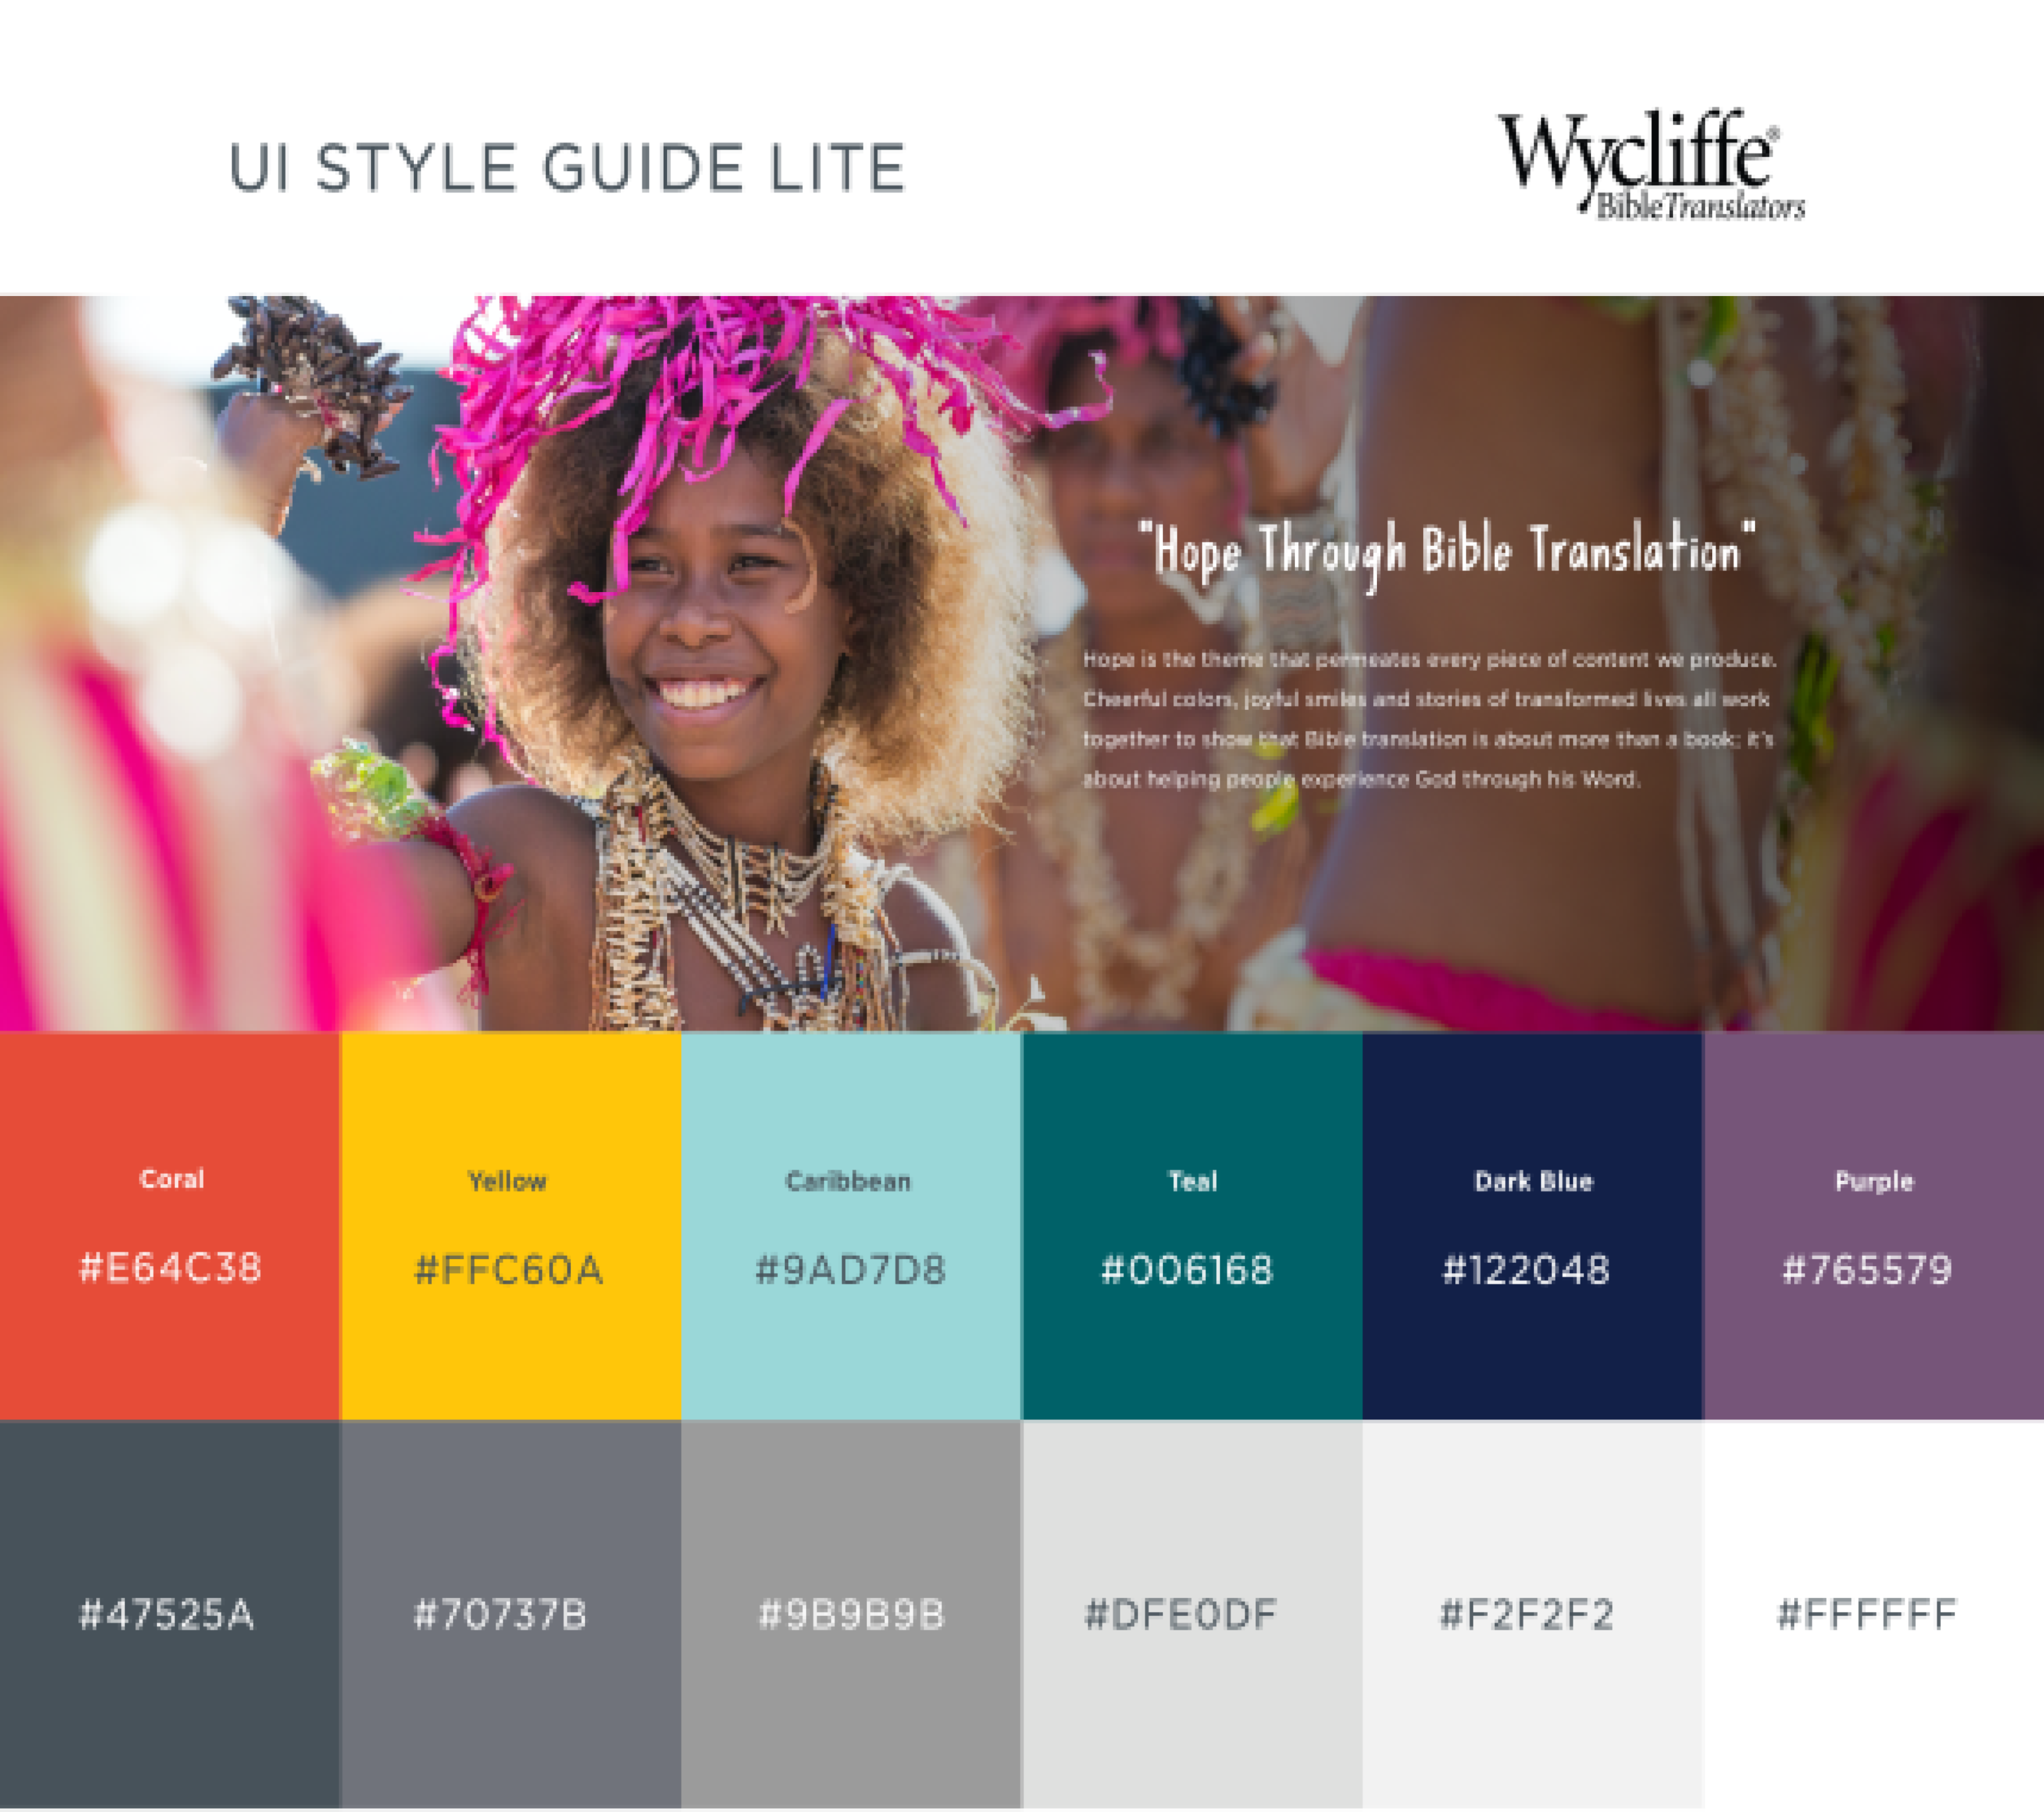 UI STYLE GUIDE LITE
Wycliffe®
BibleTranslators
"Hope Through Bible Translation"
Hope is the theme that permeates every piece of content we produce.
Cheerful colors, joyful smiles and stories of transformed lives all work
together to show that Bible translation is about more than a book; it's
about helping people experience God through his Word.
Coral
Yellow
Caribbean
Teal
Dark Blue
Purple
#E64C38
#FFC60A
#9AD7D8
#006168
#122048
#765579
#47525A
#70737B
#9B9B9B
#DFE0DF
#F2F2F2
#FFFFFF